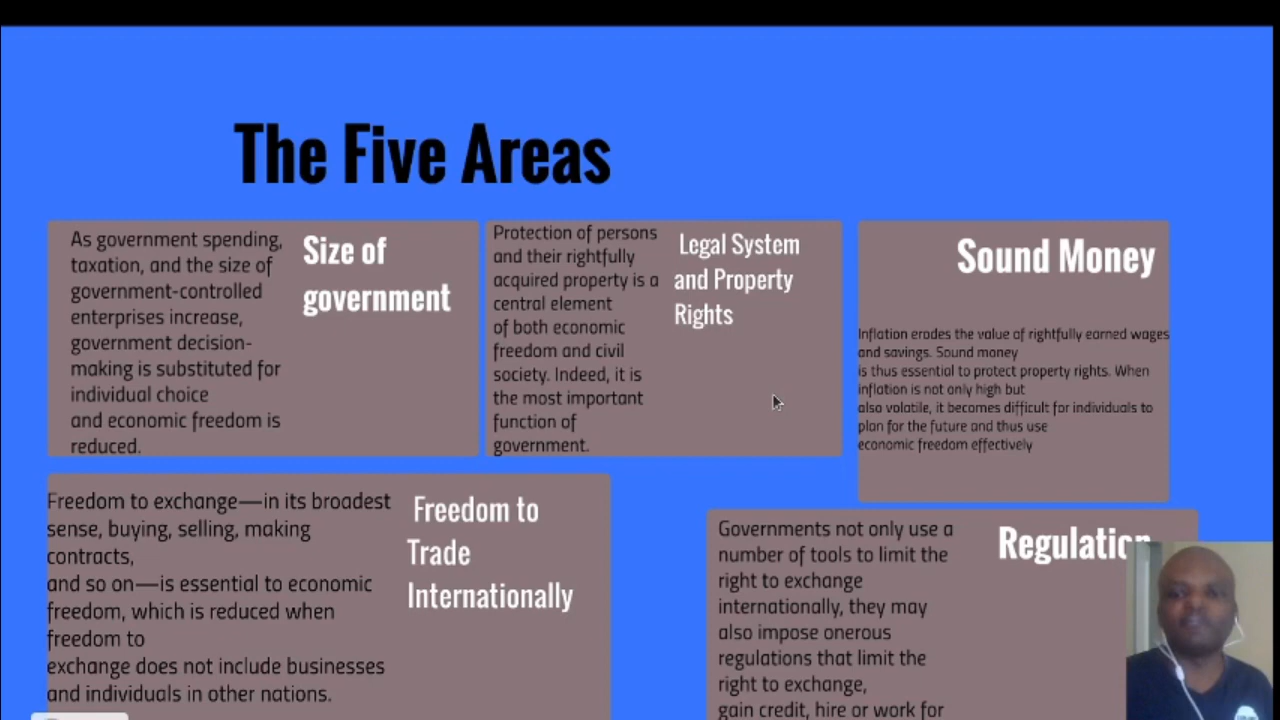 The Five Areas
As government spending,
taxation, and the size of
government-controlled
enterprises increase,
government decision-
making is substituted for
individual choice
and economic freedom is
reduced.
Size of
government
Protection of persons
and their rightfully
acquired property is a
central element
of both economic
freedom and civil
society. Indeed, it is
the most important
function of
government.
Legal System
and Property
Rights
Sound Money
Inflation erodes the value of rightfully earned wages
and savings. Sound money
is thus essential to protect property rights. When
inflation is not only high but
also volatile, it becomes difficult for individuals to
plan for the future and thus use
economic freedom effectively
Freedom to exchange—in its broadest
sense, buying, selling, making
contracts,
and so on—is essential to economic
freedom, which is reduced when
freedom to
exchange does not include businesses
and individuals in other nations.
Freedom to
Trade
Internationally
Governments not only use a
number of tools to limit the
right to exchange
internationally, they may
also impose onerous
regulations that limit the
right to exchange,
gain credit, hire or work for
Regulation